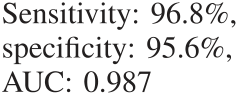 Sensitivity: 96.8%,
specificity: 95.6%,
AUC: 0.987